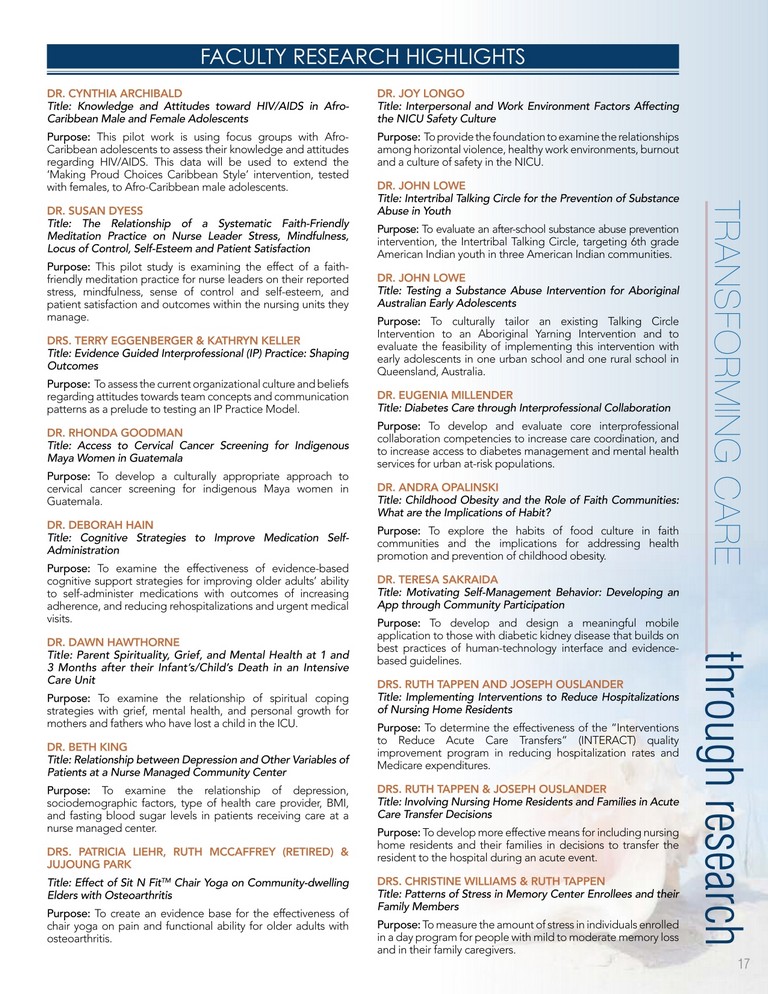 FACULTY RESEARCH HIGHLIGHTS
DR. CYNTHIA ARCHIBALD
Title: Knowledge and Attitudes toward HIV/AIDS in Afro-
Caribbean Male and Female Adolescents
Purpose: This pilot work is using focus groups with Afro-
Caribbean adolescents to assess their knowledge and attitudes
regarding HIV/AIDS. This data will be used to extend the
‘Making Proud Choices Caribbean Style’ intervention, tested
with females, to Afro-Caribbean male adolescents.
DR. SUSAN DYESS
Title: The Relationship of a Systematic Faith-Friendly
Meditation Practice on Nurse Leader Stress, Mindfulness,
Locus of Control, Self-Esteem and Patient Satisfaction
Purpose: This pilot study is examining the effect of a faith-
friendly meditation practice for nurse leaders on their reported
stress, mindfulness, sense of control and self-esteem, and
patient satisfaction and outcomes within the nursing units they
manage.
DRS. TERRY EGGENBERGER & KATHRYN KELLER
Title: Evidence Guided Interprofessional (IP) Practice: Shaping
Outcomes
Purpose: To assess the current organizational culture and beliefs
regarding attitudes towards team concepts and communication
patterns as a prelude to testing an IP Practice Model.
DR. RHONDA GOODMAN
Title: Access to Cervical Cancer Screening for Indigenous
Maya Women in Guatemala
Purpose: To develop a culturally appropriate approach to
cervical cancer screening for indigenous Maya women in
Guatemala.
DR. DEBORAH HAIN
Title: Cognitive Strategies to Improve Medication Self-
Administration
Purpose: To examine the effectiveness of evidence-based
cognitive support strategies for improving older adults’ ability
to self-administer medications with outcomes of increasing
adherence, and reducing rehospitalizations and urgent medical
visits.
DR. DAWN HAWTHORNE
Title: Parent Spirituality, Grief, and Mental Health at 1 and
3 Months after their Infant’s/Child’s Death in an Intensive
Care Unit
Purpose: To examine the relationship of spiritual coping
strategies with grief, mental health, and personal growth for
mothers and fathers who have lost a child in the ICU.
DR. BETH KING
Title: Relationship between Depression and Other Variables of
Patients at a Nurse Managed Community Center
Purpose: To examine the relationship of depression,
sociodemographic factors, type of health care provider, BMI,
and fasting blood sugar levels in patients receiving care at a
nurse managed center.
DRS. PATRICIA LIEHR, RUTH MCCAFFREY (RETIRED) &
JUJOUNG PARK
Title: Effect of Sit N Fit™ Chair Yoga on Community-dwelling
Elders with Osteoarthritis
Purpose: To create an evidence base for the effectiveness of
chair yoga on pain and functional ability for older adults with
osteoarthritis.
DR. JOY LONGO
Title: Interpersonal and Work Environment Factors Affecting
the NICU Safety Culture
Purpose: To provide the foundation to examine the relationships
among horizontal violence, healthy work environments, burnout
and a culture of safety in the NICU.
DR. JOHN LOWE
Title: Intertribal Talking Circle for the Prevention of Substance
Abuse in Youth
Purpose: To evaluate an after-school substance abuse prevention
intervention, the Intertribal Talking Circle, targeting 6th grade
American Indian youth in three American Indian communities.
DR. JOHN LOWE
Title: Testing a Substance Abuse Intervention for Aboriginal
Australian Early Adolescents
Purpose: To culturally tailor an existing Talking Circle
Intervention to an Aboriginal Yarning Intervention and to
evaluate the feasibility of implementing this intervention with
early adolescents in one urban school and one rural school in
Queensland, Australia.
DR. EUGENIA MILLENDER
Title: Diabetes Care through Interprofessional Collaboration
Purpose: To develop and evaluate core interprofessional
collaboration competencies to increase care coordination, and
to increase access to diabetes management and mental health
services for urban at-risk populations.
DR. ANDRA OPALINSKI
Title: Childhood Obesity and the Role of Faith Communities:
What are the Implications of Habit?
Purpose: To explore the habits of food culture in faith
communities and the implications for addressing health
promotion and prevention of childhood obesity.
DR. TERESA SAKRAIDA
Title: Motivating Self-Management Behavior: Developing an
App through Community Participation
Purpose: To develop and design a meaningful mobile
application to those with diabetic kidney disease that builds on
best practices of human-technology interface and evidence-
based guidelines.
DRS. RUTH TAPPEN AND JOSEPH OUSLANDER
Title: Implementing Interventions to Reduce Hospitalizations
of Nursing Home Residents
Purpose: To determine the effectiveness of the “Interventions
to Reduce Acute Care Transfers” (INTERACT) quality
improvement program in reducing hospitalization rates and
Medicare expenditures.
DRS. RUTH TAPPEN & JOSEPH OUSLANDER
Title: Involving Nursing Home Residents and Families in Acute
Care Transfer Decisions
Purpose: To develop more effective means for including nursing
home residents and their families in decisions to transfer the
resident to the hospital during an acute event.
DRS. CHRISTINE WILLIAMS & RUTH TAPPEN
Title: Patterns of Stress in Memory Center Enrollees and their
Family Members
Purpose: To measure the amount of stress in individuals enrolled
in a day program for people with mild to moderate memory loss
and in their family caregivers.
TRANSFORMING CARE
through research
17